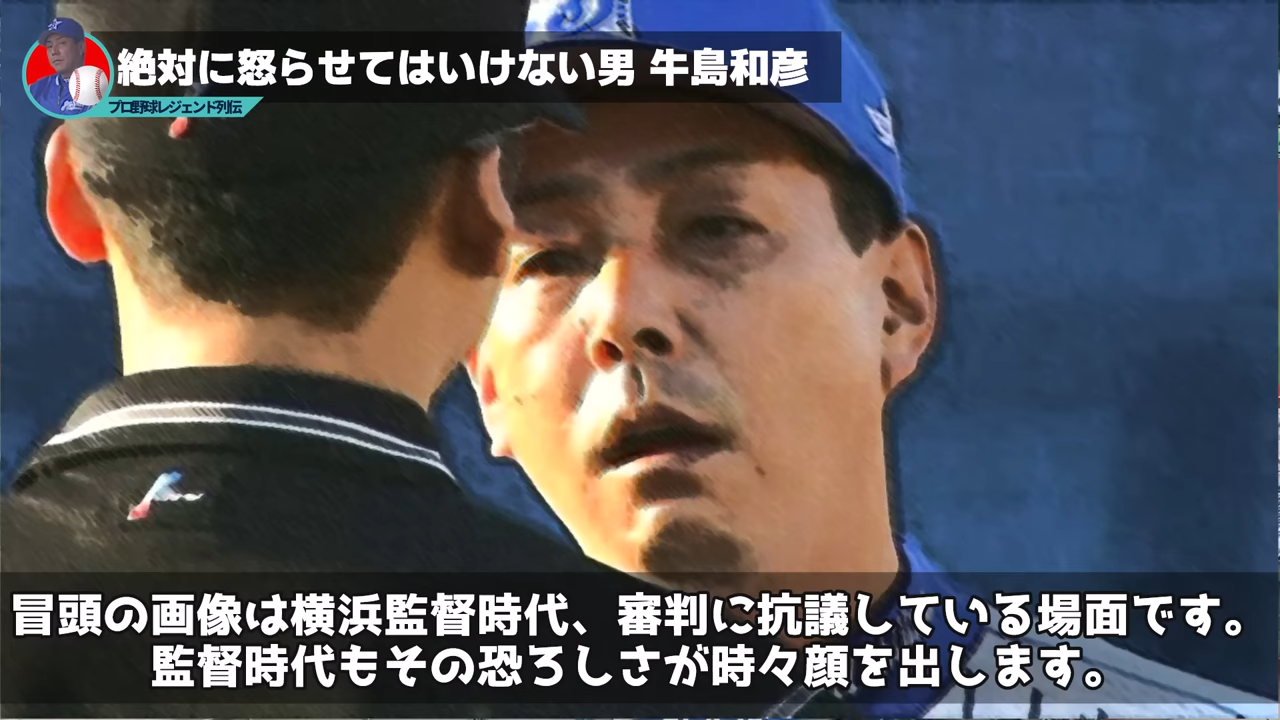 絶対に怒らせてはいけない男 牛島和彦
プロ野球レジェンド列伝
冒頭の画像は横浜監督時代、審判に抗議している場面です。
監督時代もその恐ろしさが時々顔を出します。